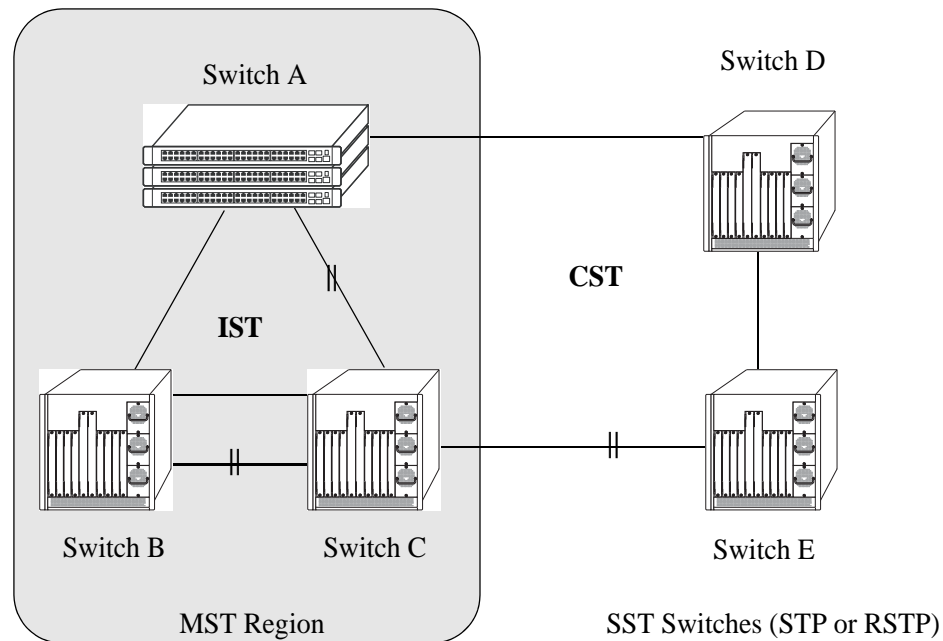 Switch A
Switch D
CST
IST
Switch B
Switch C
Switch E
MST Region
SST Switches (STP or RSTP)